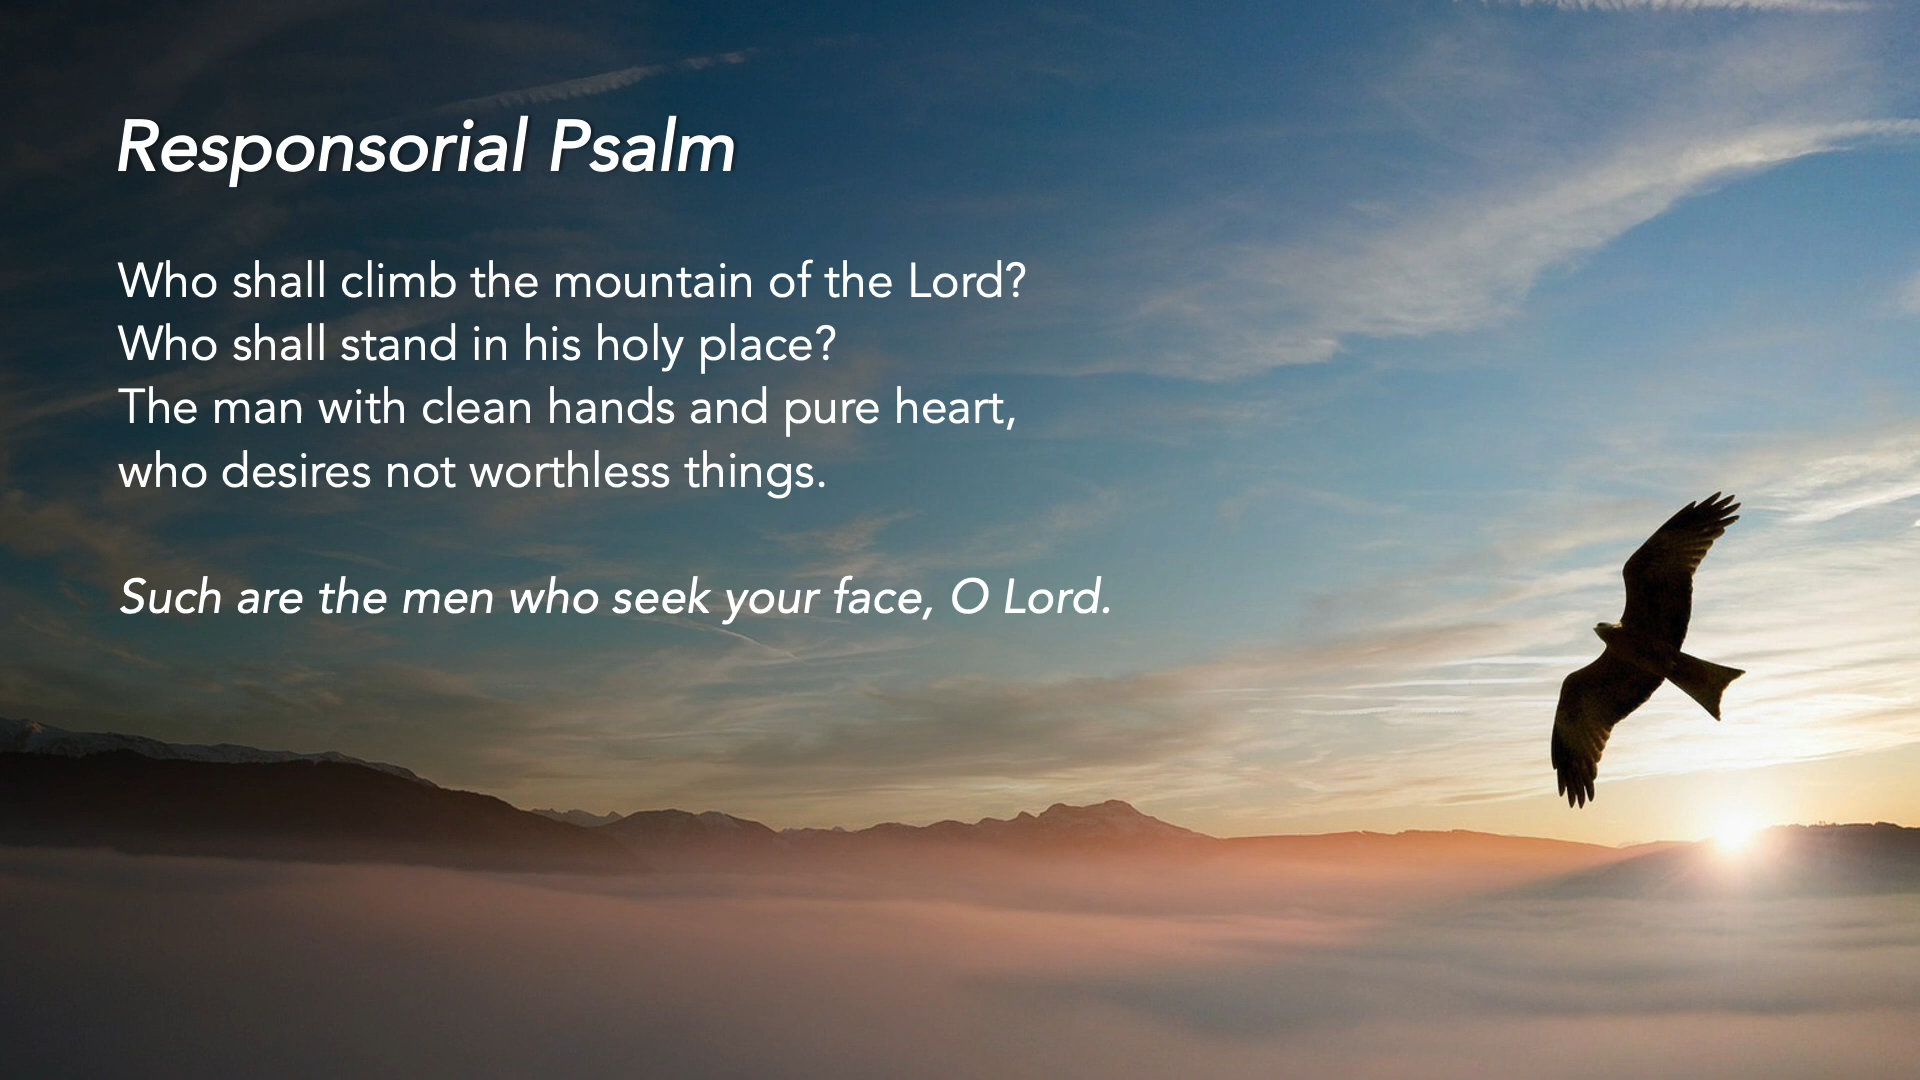 Responsorial Psalm
Who shall climb the mountain of the Lord?
Who shall stand in his holy place?
The man with clean hands and pure heart,
who desires not worthless things.
Such are the men who seek your face, O Lord.